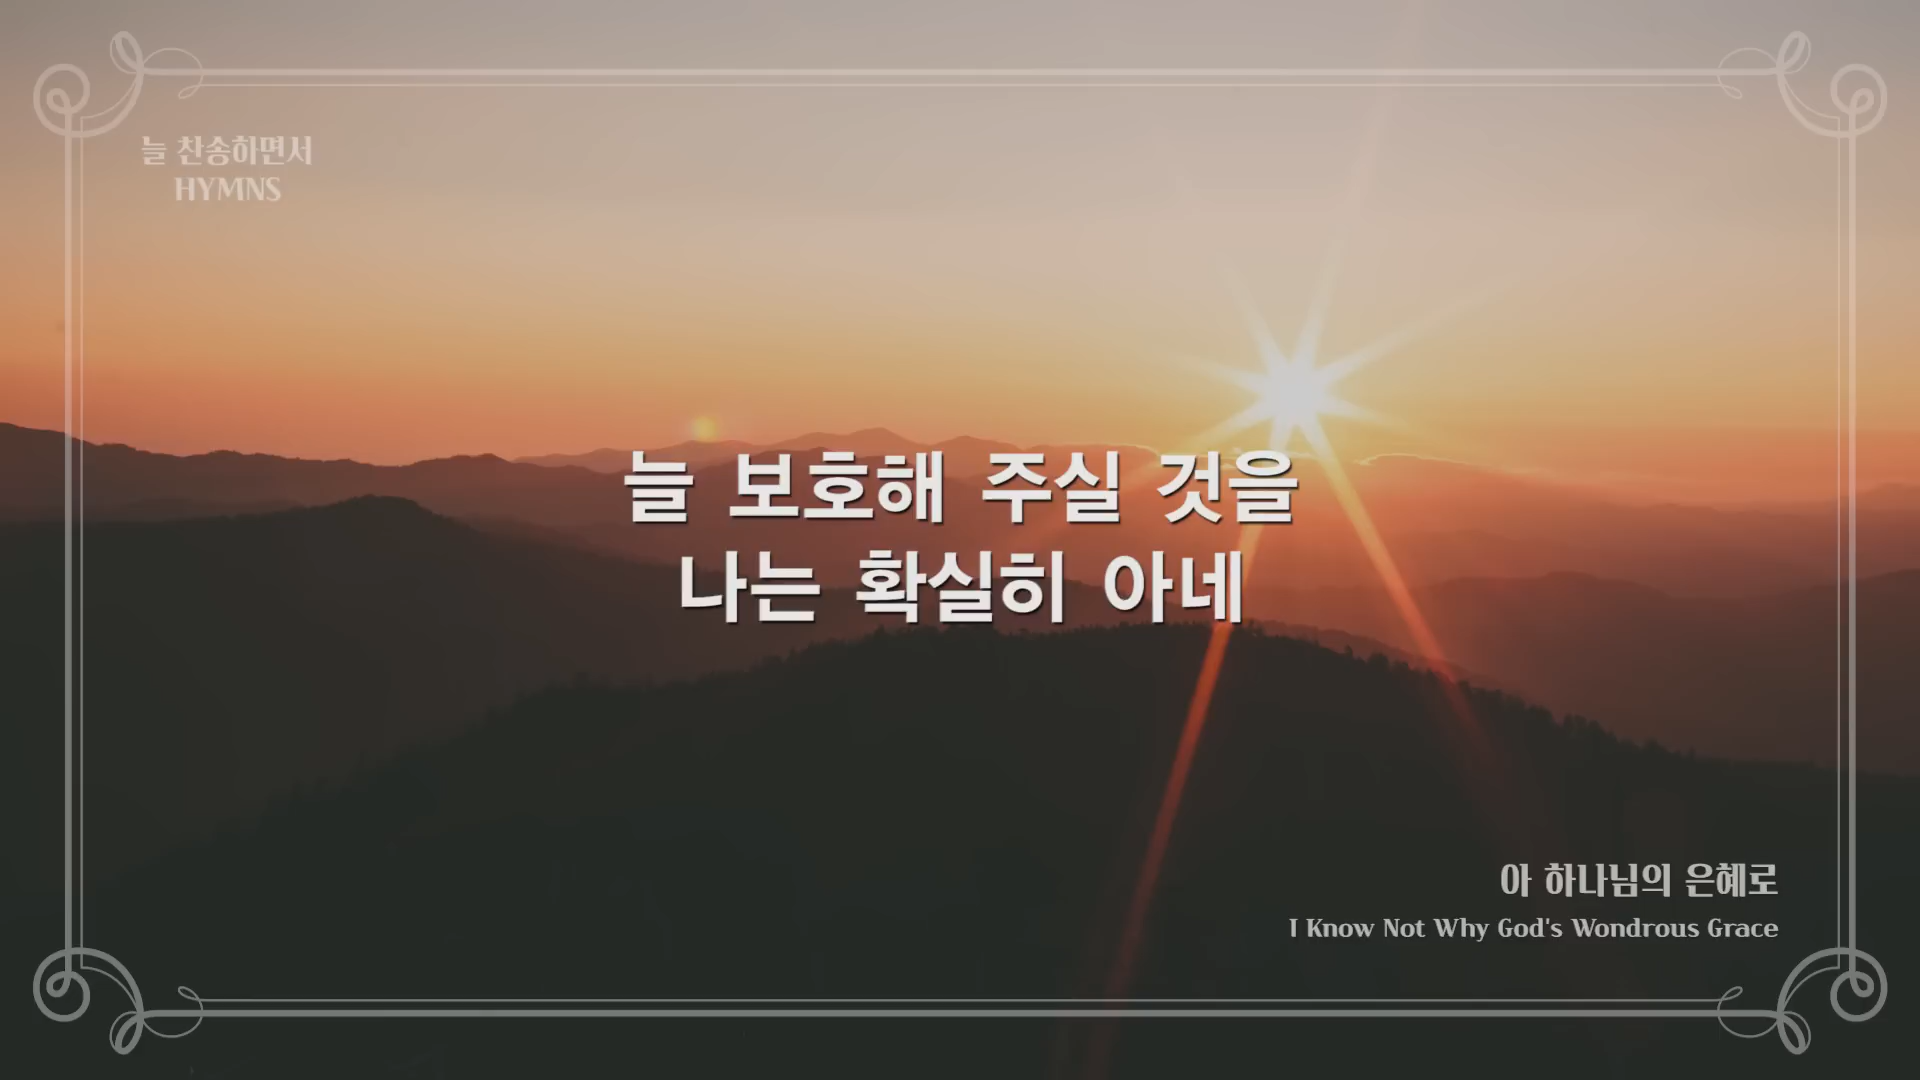 늘 찬송하면서
HYMNS
늘 보호해 주실 것을
나는 확실히 아네
아 하나님의 은혜로
I Know Not Why God's Wondrous Grace